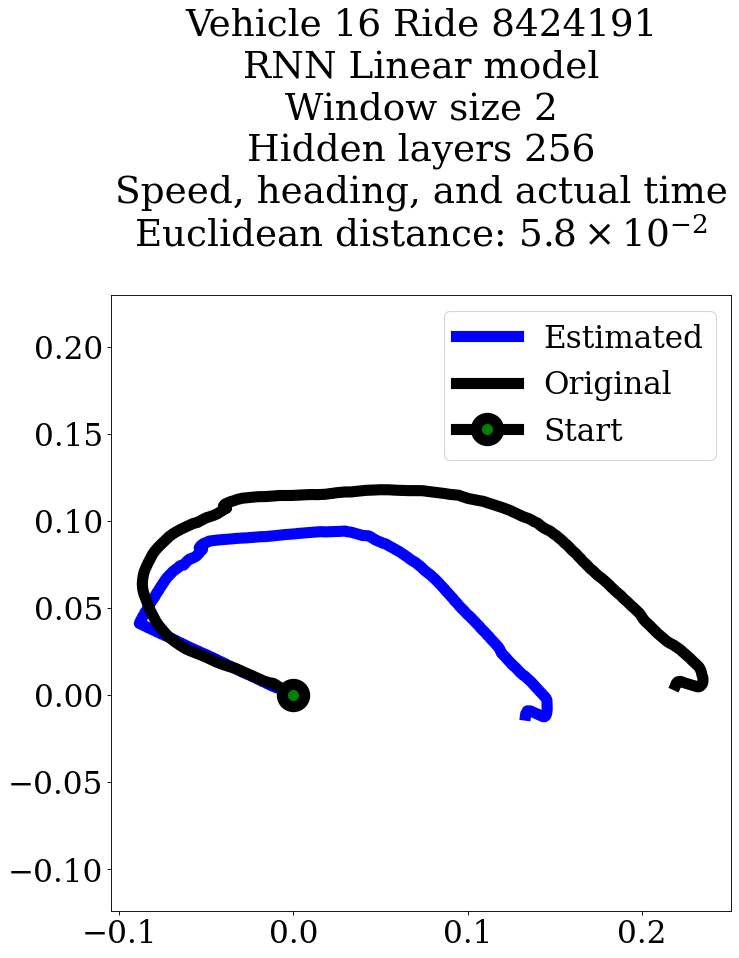 Vehicle 16 Ride 8424191
RNN Linear model
Window size 2
Hidden layers 256
Speed, heading, and actual time
Euclidean distance: 5.8 × 10⁻²
Estimated
Original
Start
0.20
0.15
0.10
0.05
0.00
−0.05
−0.10
−0.1 0.0 0.1 0.2